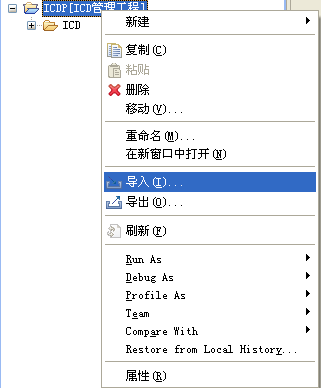 ICDP[ICD管理工程]
新建
ICD
复制(C)
粘贴
删除
移动(V)...
重命名(M)...
在新窗口中打开(N)
导入(I)...
导出(O)...
刷新(F)
Run As
Debug As
Profile As
Team
Compare With
Restore from Local History...
属性(R)